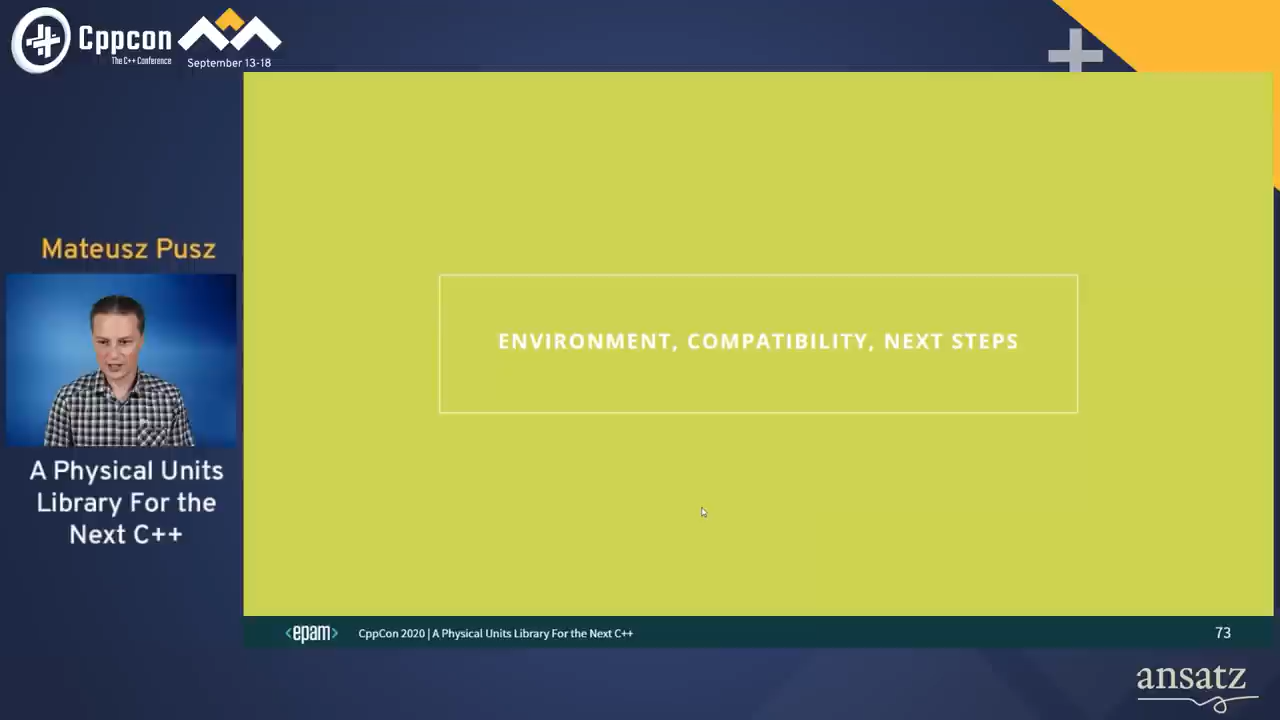 Cppcon
The C++ Conference
September 13-18
Mateusz Pusz
A Physical Units
Library For the
Next C++
ENVIRONMENT, COMPATIBILITY, NEXT STEPS
<epam>
CppCon 2020 | A Physical Units Library For the Next C++
73
ansatz